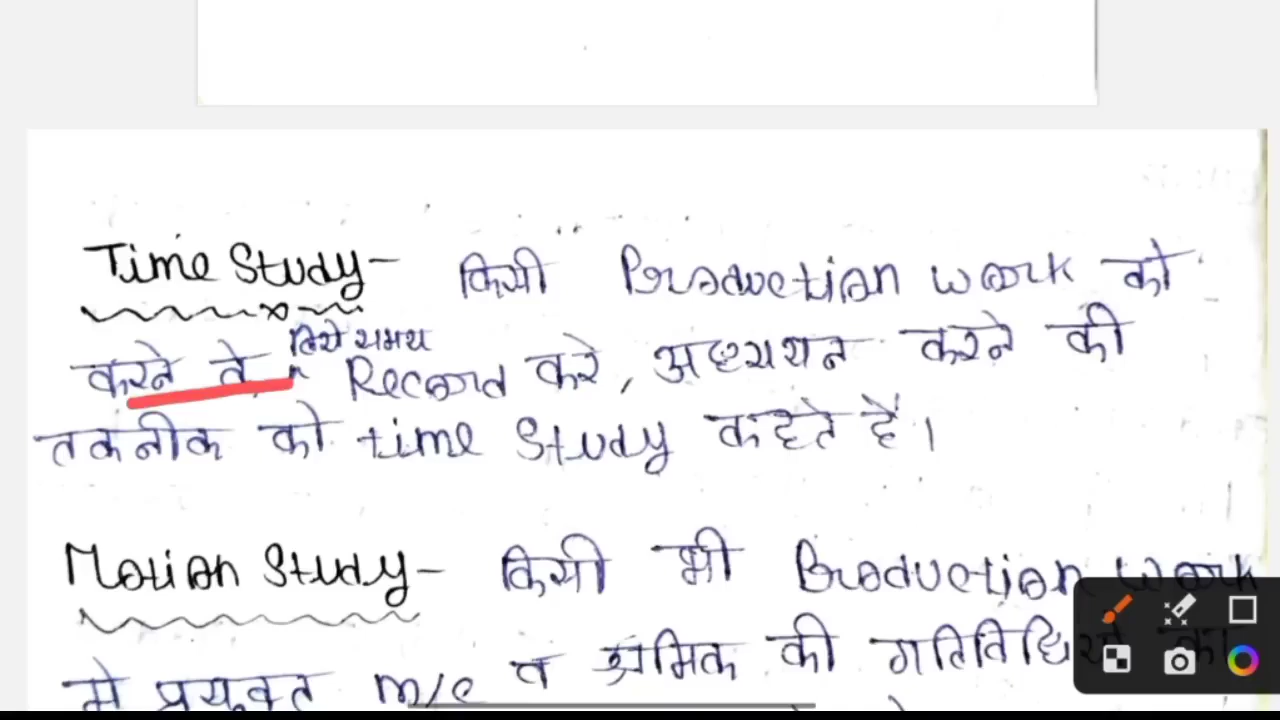 Time Study- किसी Production work को
लिये समय
करने के Record करे, अध्ययन करने की
तकनीक को time study कहते हैं।
Motion Study- किसी भी Production work
मे प्रयुक्त m/c व श्रमिक की गतिविधियों का